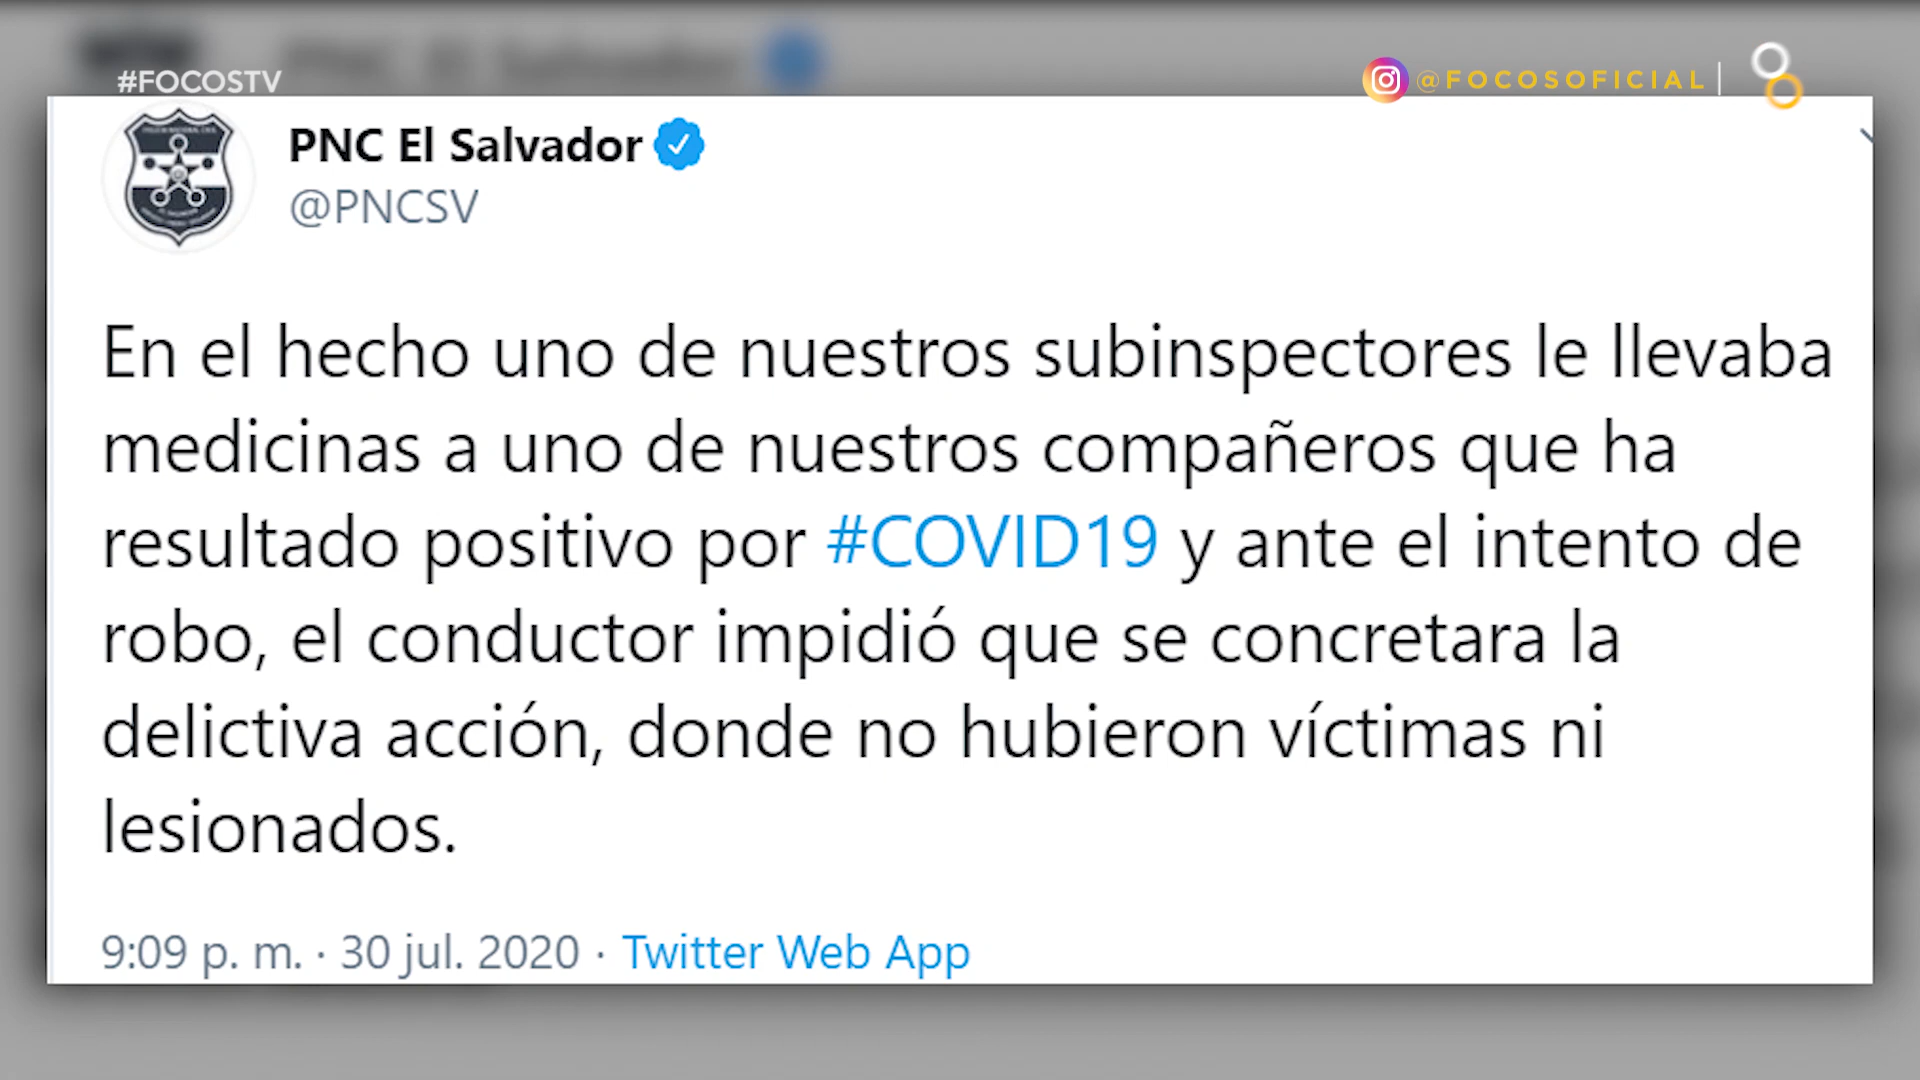 #FOCOSTV
@FOCOSOFICIAL
PNC El Salvador
@PNCSV
En el hecho uno de nuestros subinspectores le llevaba
medicinas a uno de nuestros compañeros que ha
resultado positivo por #COVID19 y ante el intento de
robo, el conductor impidió que se concretara la
delictiva acción, donde no hubieron víctimas ni
lesionados.
9:09 p. m. · 30 jul. 2020 · Twitter Web App